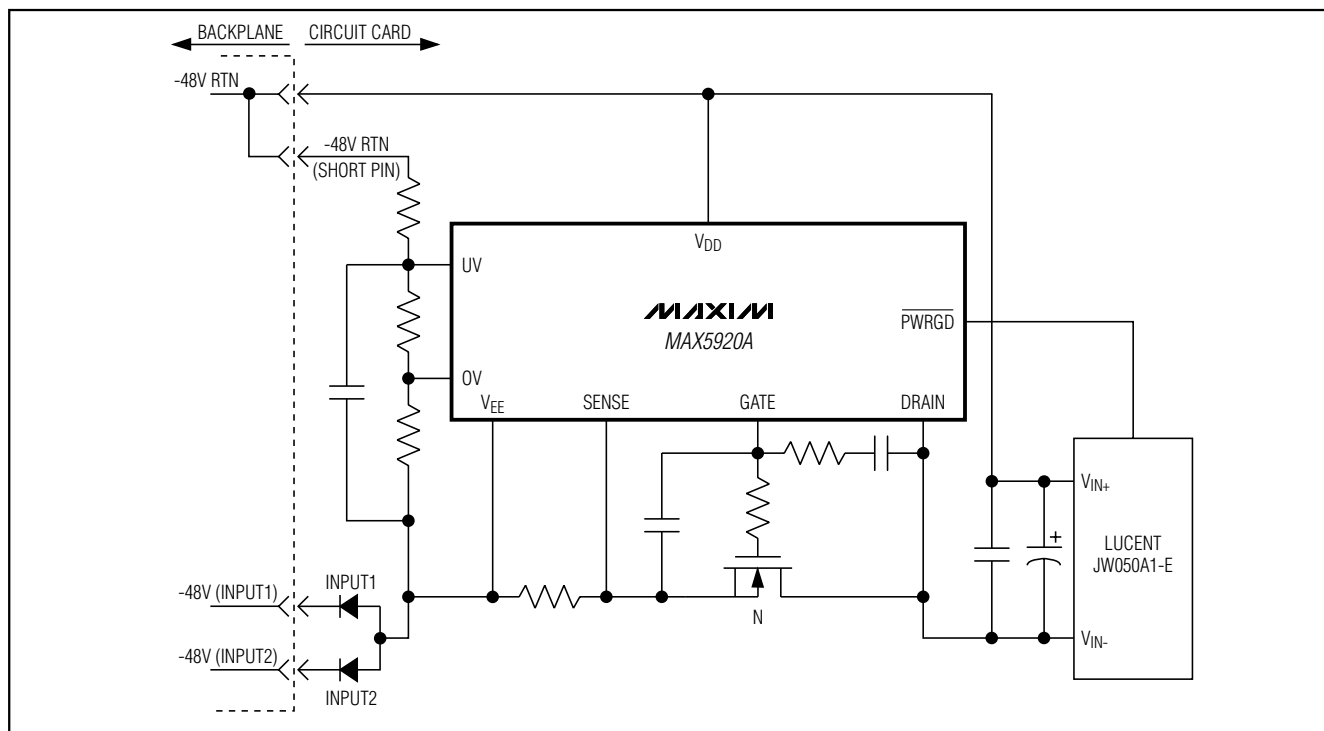 BACKPLANE CIRCUIT CARD
-48V RTN
-48V RTN
(SHORT PIN)
VDD
UV
MAXIM
MAX5920A
PWRGD
OV
VEE SENSE GATE DRAIN
VIN+
+
LUCENT
JW050A1-E
-48V (INPUT1)
INPUT1
N
VIN-
-48V (INPUT2)
INPUT2